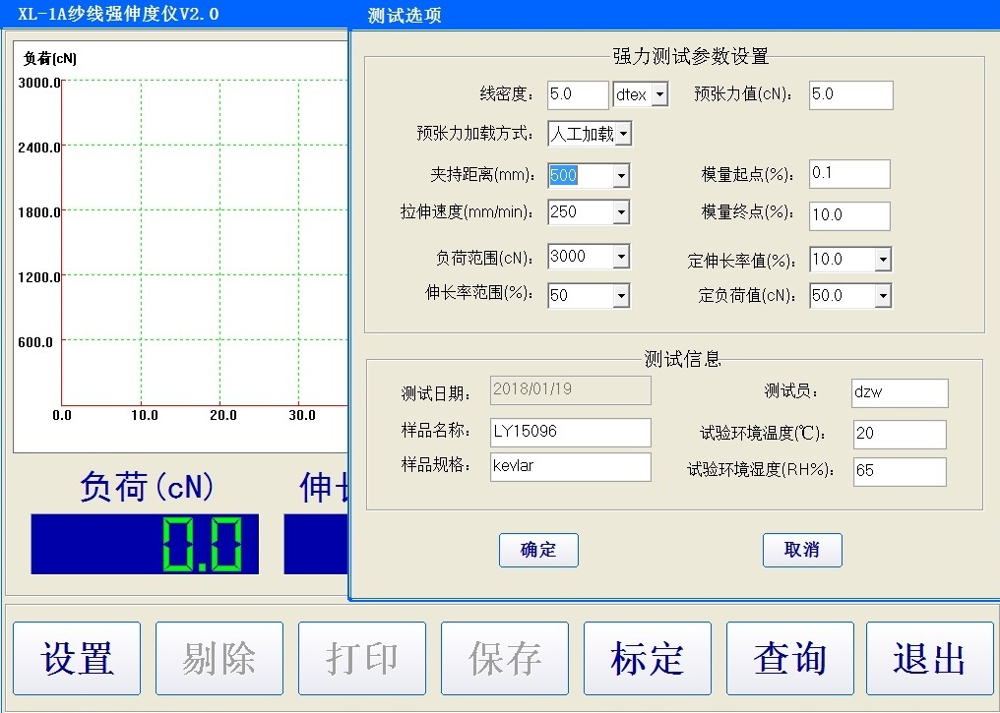 XL-1A纱线强伸度仪V2.0
测试选项
负荷(cN)
3000.0
2400.0
1800.0
1200.0
600.0
0.0 10.0 20.0 30.0
负荷(cN) 伸
0.0
强力测试参数设置
线密度: 5.0 dtex 预张力值(cN): 5.0
预张力加载方式: 人工加载
夹持距离(mm): 500 模量起点(%): 0.1
拉伸速度(mm/min): 250 模量终点(%): 10.0
负荷范围(cN): 3000 定伸长率值(%): 10.0
伸长率范围(%): 50 定负荷值(cN): 50.0
测试信息
测试日期: 2018/01/19 测试员: dzw
样品名称: LY15096 试验环境温度(℃): 20
样品规格: kevlar 试验环境湿度(RH%): 65
确定 取消
设置 剔除 打印 保存 标定 查询 退出